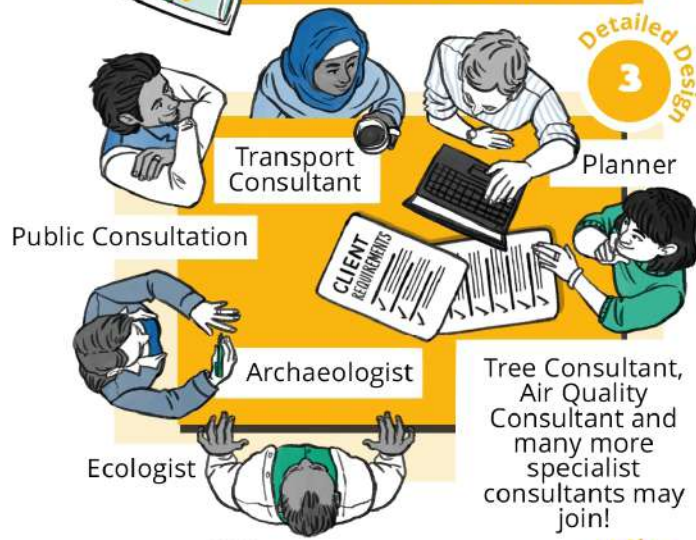 Detailed Design
3
Transport
Consultant
Planner
Public Consultation
CLIENT
REQUIREMENTS
Archaeologist
Tree Consultant,
Air Quality
Consultant and
many more
specialist
consultants may
join!
Ecologist